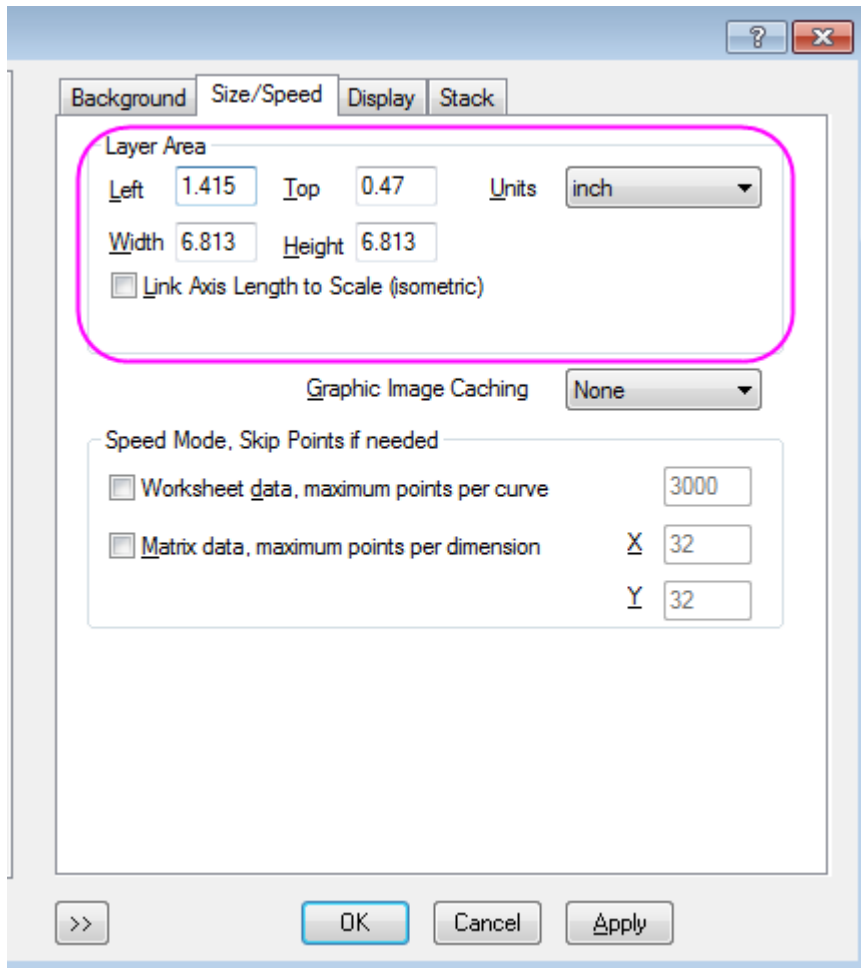 ?
Background Size/Speed Display Stack
Layer Area
Left 1.415 Top 0.47 Units inch
Width 6.813 Height 6.813
Link Axis Length to Scale (isometric)
Graphic Image Caching None
Speed Mode, Skip Points if needed
Worksheet data, maximum points per curve 3000
Matrix data, maximum points per dimension X 32
Y 32
>> OK Cancel Apply